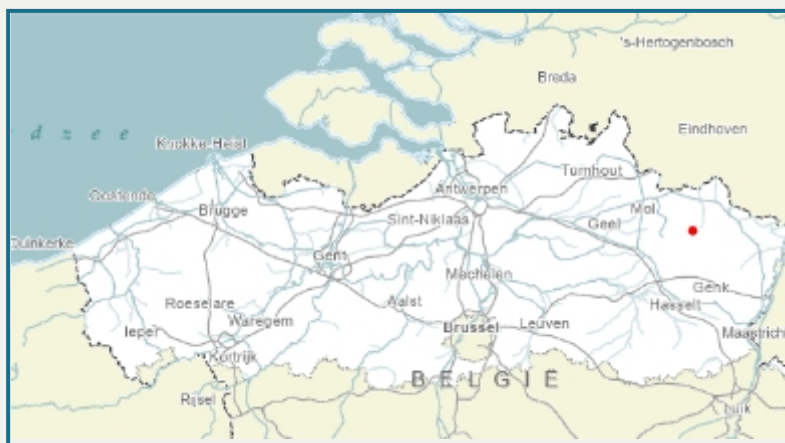 's-Hertogenbosch
Breda
Eindhoven
d z e e
Knokke-Heist
Turnhout
Antwerpen
Oostende
Brugge
Sint-Niklaas
Geel
Mol
Duinkerke
Gent
Mechelen
Genk
Roeselare
Aalst
Hasselt
Ieper
Waregem
Brussel
Leuven
Maastrich
Kortrijk
BELGIË
Rijsel
Luik